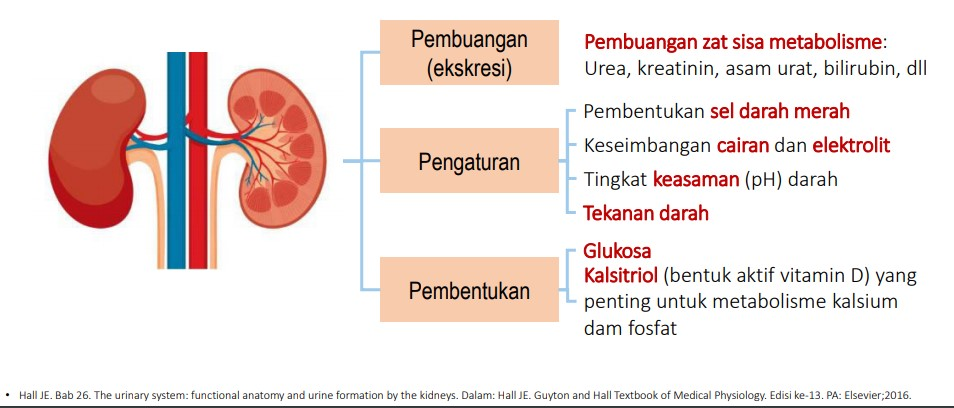 Pembuangan
(ekskresi)
Pembuangan zat sisa metabolisme:
Urea, kreatinin, asam urat, bilirubin, dll
Pengaturan
Pembentukan sel darah merah
Keseimbangan cairan dan elektrolit
Tingkat keasaman (pH) darah
Tekanan darah
Pembentukan
Glukosa
Kalsitriol (bentuk aktif vitamin D) yang
penting untuk metabolisme kalsium
dam fosfat
• Hall JE. Bab 26. The urinary system: functional anatomy and urine formation by the kidneys. Dalam: Hall JE. Guyton and Hall Textbook of Medical Physiology. Edisi ke-13. PA: Elsevier;2016.